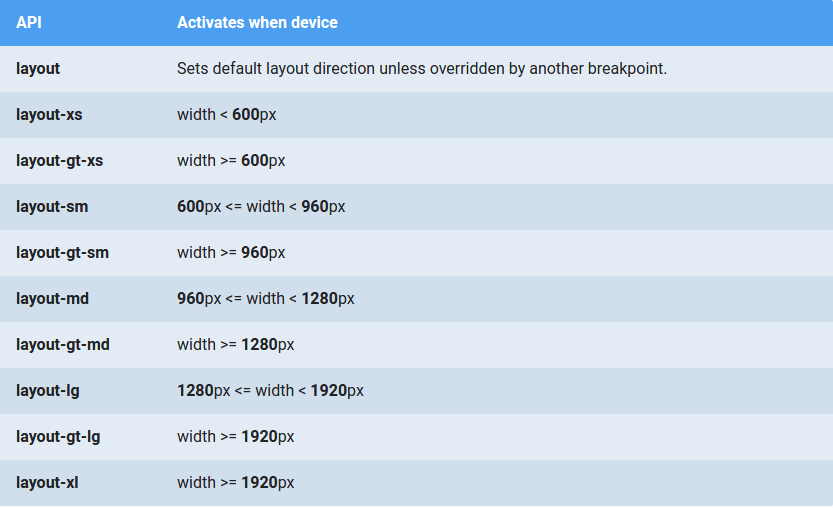 API Activates when device
layout Sets default layout direction unless overridden by another breakpoint.
layout-xs width < 600px
layout-gt-xs width >= 600px
layout-sm 600px <= width < 960px
layout-gt-sm width >= 960px
layout-md 960px <= width < 1280px
layout-gt-md width >= 1280px
layout-lg 1280px <= width < 1920px
layout-gt-lg width >= 1920px
layout-xl width >= 1920px